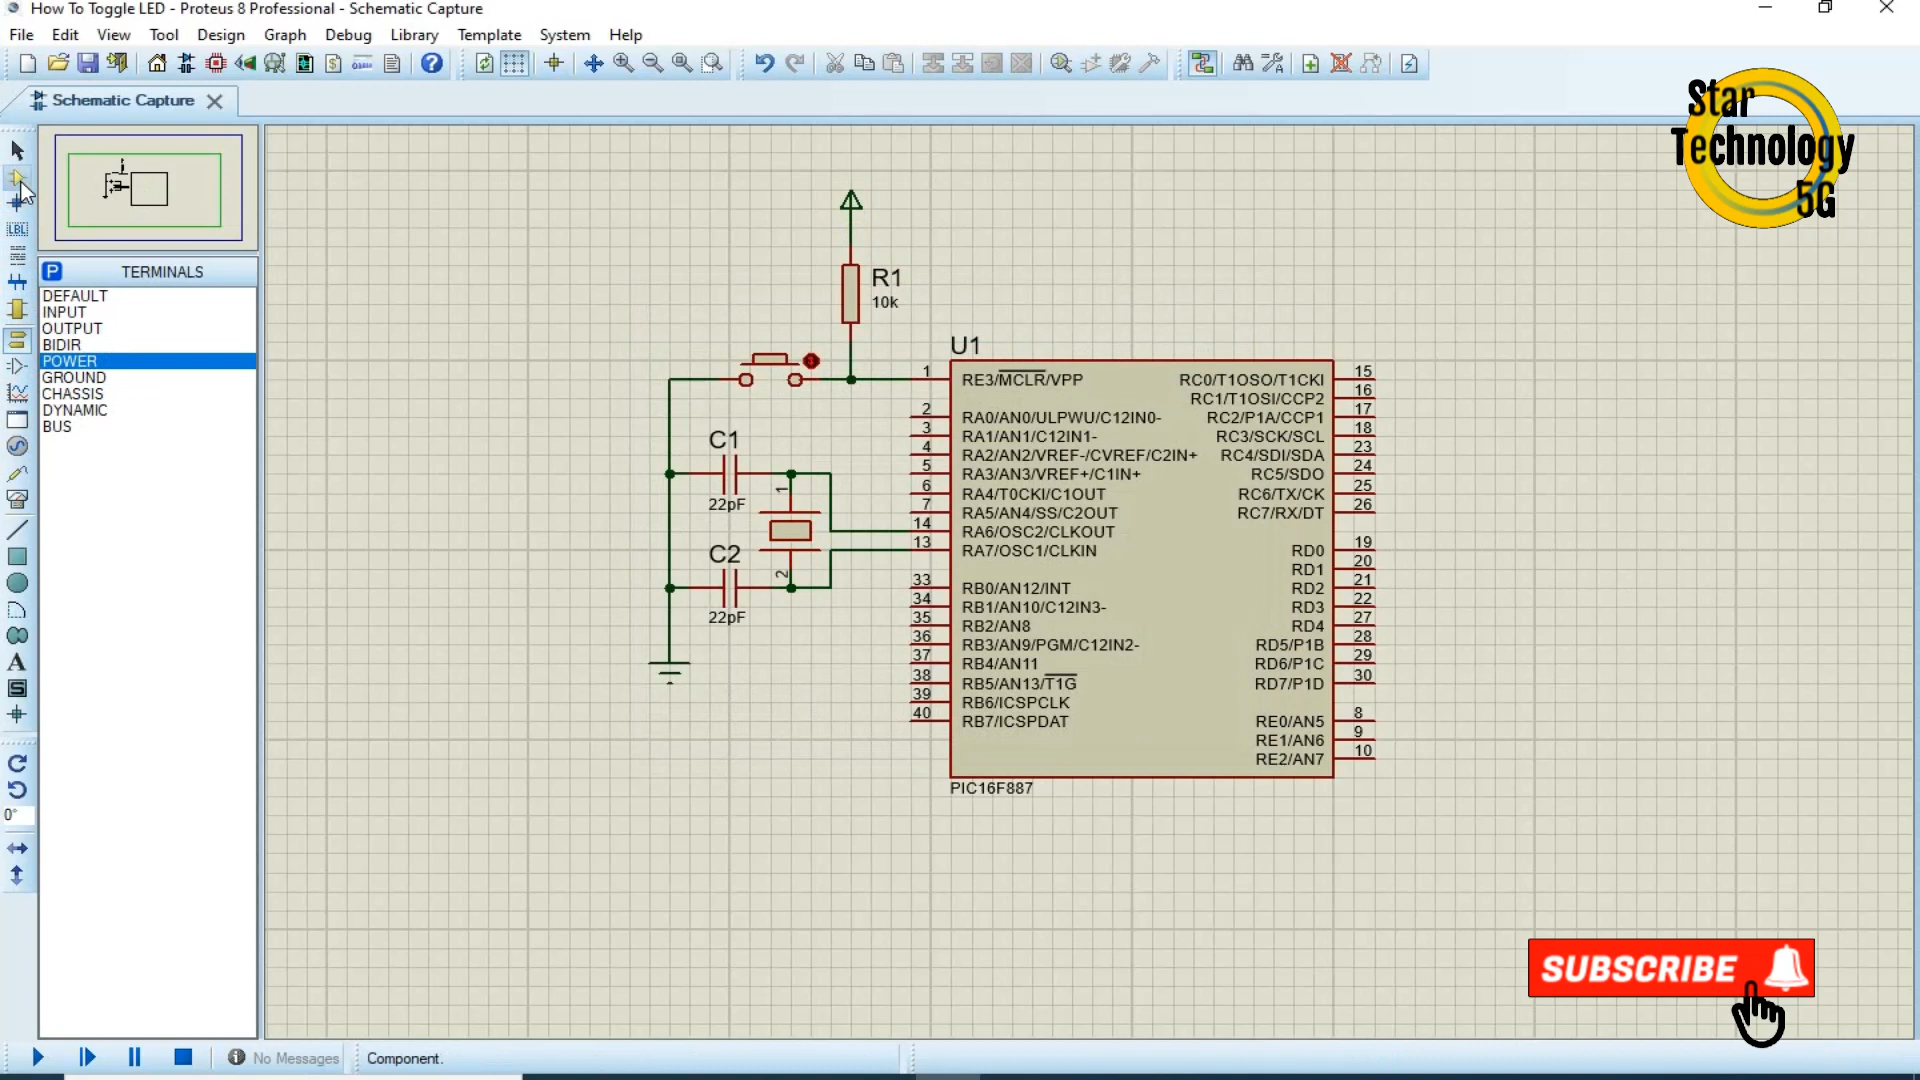 How To Toggle LED - Proteus 8 Professional - Schematic Capture
File Edit View Tool Design Graph Debug Library Template System Help
Schematic Capture
Star
Technology
5G
LBL
P TERMINALS
DEFAULT
INPUT
OUTPUT
BIDIR
POWER
GROUND
CHASSIS
DYNAMIC
BUS
A
S
0°
R1
10k
C1
22pF
1
C2
2
22pF
U1
1 RE3/MCLR/VPP
2 RA0/AN0/ULPWU/C12IN0-
3 RA1/AN1/C12IN1-
4 RA2/AN2/VREF-/CVREF/C2IN+
5 RA3/AN3/VREF+/C1IN+
6 RA4/T0CKI/C1OUT
7 RA5/AN4/SS/C2OUT
14 RA6/OSC2/CLKOUT
13 RA7/OSC1/CLKIN
33 RB0/AN12/INT
34 RB1/AN10/C12IN3-
35 RB2/AN8
36 RB3/AN9/PGM/C12IN2-
37 RB4/AN11
38 RB5/AN13/T1G
39 RB6/ICSPCLK
40 RB7/ICSPDAT
RC0/T1OSO/T1CKI 15
RC1/T1OSI/CCP2 16
RC2/P1A/CCP1 17
RC3/SCK/SCL 18
RC4/SDI/SDA 23
RC5/SDO 24
RC6/TX/CK 25
RC7/RX/DT 26
RD0 19
RD1 20
RD2 21
RD3 22
RD4 27
RD5/P1B 28
RD6/P1C 29
RD7/P1D 30
RE0/AN5 8
RE1/AN6 9
RE2/AN7 10
PIC16F887
SUBSCRIBE
No Messages
Component.